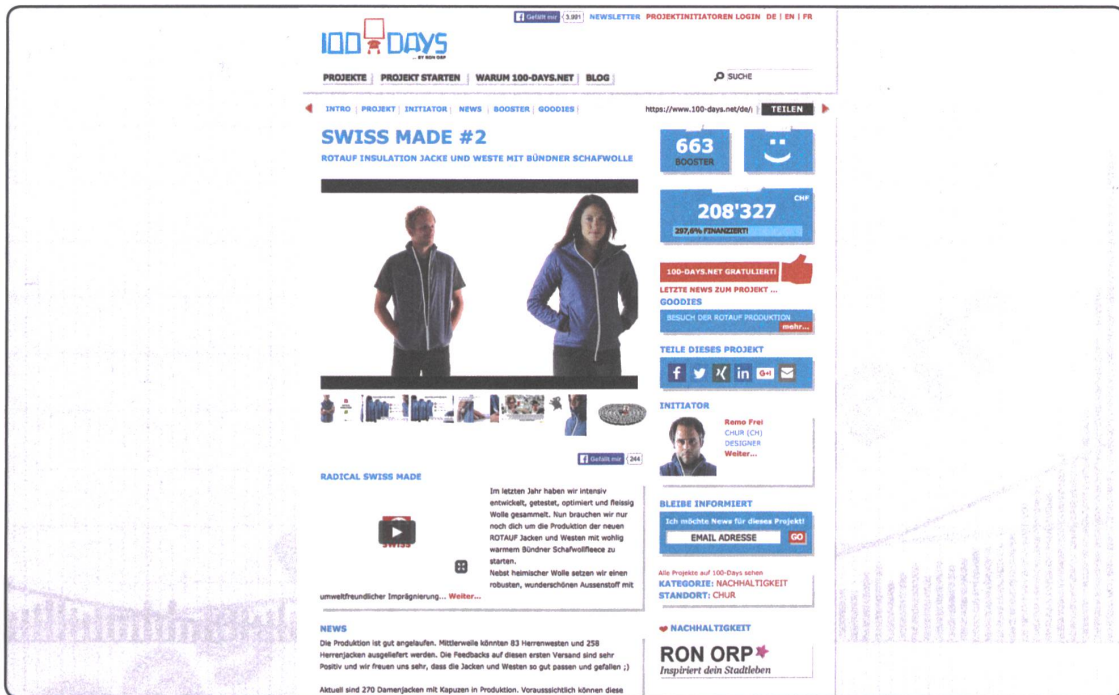 Gefällt mir 3.991 NEWSLETTER PROJEKTINITIATOREN LOGIN DE | EN | FR
100 DAYS
... BY RON ORP
PROJEKTE | PROJEKT STARTEN | WARUM 100-DAYS.NET | BLOG
SUCHE
INTRO | PROJEKT | INITIATOR | NEWS | BOOSTER | GOODIES |
https://www.100-days.net/de/ TEILEN
SWISS MADE #2
ROTAUF INSULATION JACKE UND WESTE MIT BÜNDNER SCHAFWOLLE
663
BOOSTER
CHF
208'327
297,6% FINANZIERT!
100-DAYS.NET GRATULIERT!
LETZTE NEWS ZUM PROJEKT ...
GOODIES
BESUCH DER ROTAUF PRODUKTION
mehr...
TEILE DIESES PROJEKT
INITIATOR
Remo Frei
CHUR (CH)
DESIGNER
Weiter...
Gefällt mir 244
RADICAL SWISS MADE
SWISS
Im letzten Jahr haben wir intensiv
entwickelt, getestet, optimiert und fleissig
Wolle gesammelt. Nun brauchen wir nur
noch dich um die Produktion der neuen
ROTAUF Jacken und Westen mit wohlig
warmem Bündner Schafwollfleece zu
starten.
Nebst heimischer Wolle setzen wir einen
robusten, wunderschönen Aussenstoff mit
umweltfreundlicher Imprägnierung... Weiter...
BLEIBE INFORMIERT
Ich möchte News für dieses Projekt!
EMAIL ADRESSE GO
Alle Projekte auf 100-Days sehen
KATEGORIE: NACHHALTIGKEIT
STANDORT: CHUR
NEWS
Die Produktion ist gut angelaufen. Mittlerweile könnten 83 Herrenwesten und 258
Herrenjacken ausgeliefert werden. Die Feedbacks auf diesen ersten Versand sind sehr
Positiv und wir freuen uns sehr, dass die Jacken und Westen so gut passen und gefallen ;)
Aktuell sind 270 Damenjacken mit Kapuzen in Produktion. Voraussichtlich können diese
NACHHALTIGKEIT
RON ORP
Inspiriert dein Stadtleben